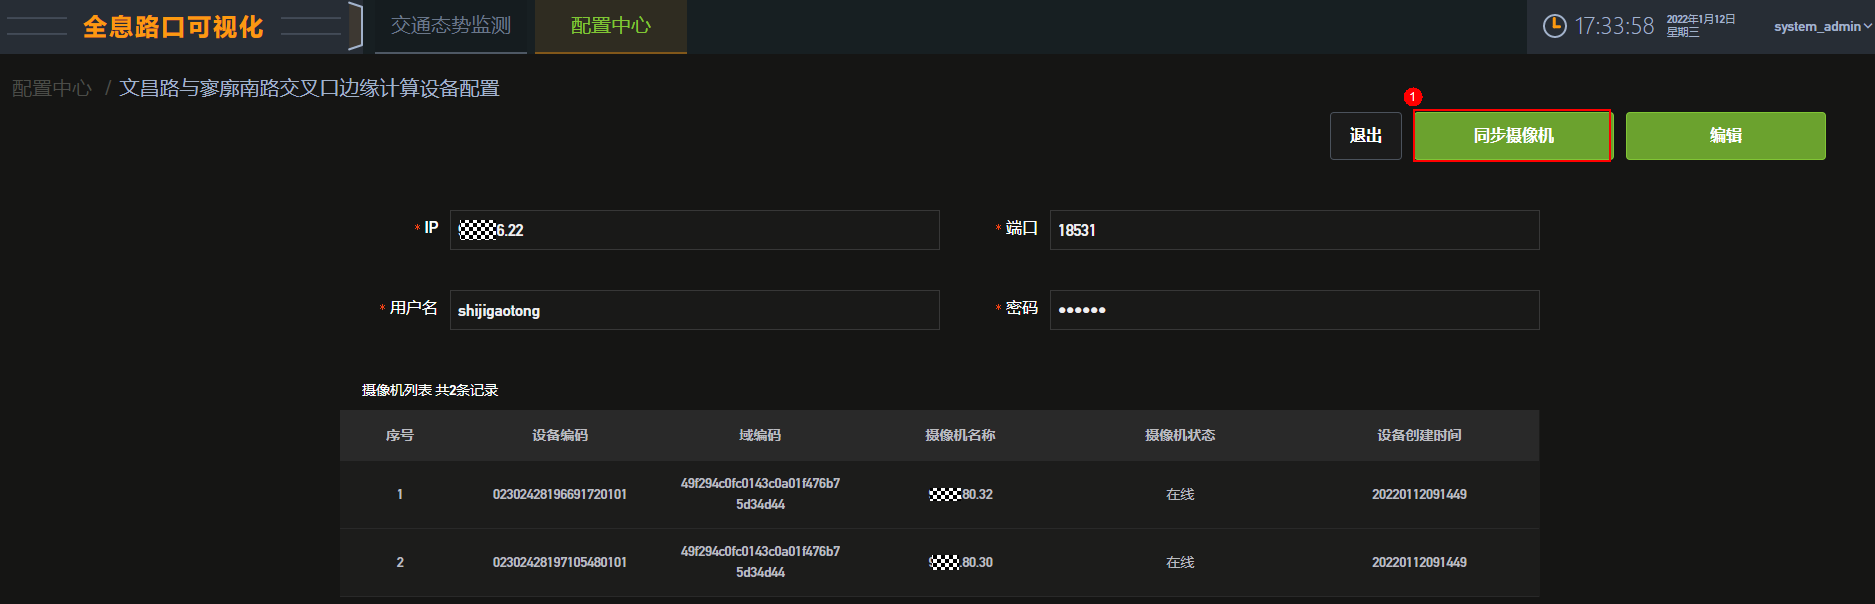 全息路口可视化
交通态势监测
配置中心
17:33:58
2022年1月12日
星期三
system_admin
配置中心 / 文昌路与寥廓南路交叉口边缘计算设备配置
1
退出
同步摄像机
编辑
* IP
6.22
* 端口
18531
* 用户名
shijigaotong
* 密码
••••••
摄像机列表 共2条记录
序号 设备编码 域编码 摄像机名称 摄像机状态 设备创建时间
1 02302428196691720101 49f294c0fc0143c0a01f476b7 80.32 在线 20220112091449
5d34d44
2 02302428197105480101 49f294c0fc0143c0a01f476b7 .80.30 在线 20220112091449
5d34d44